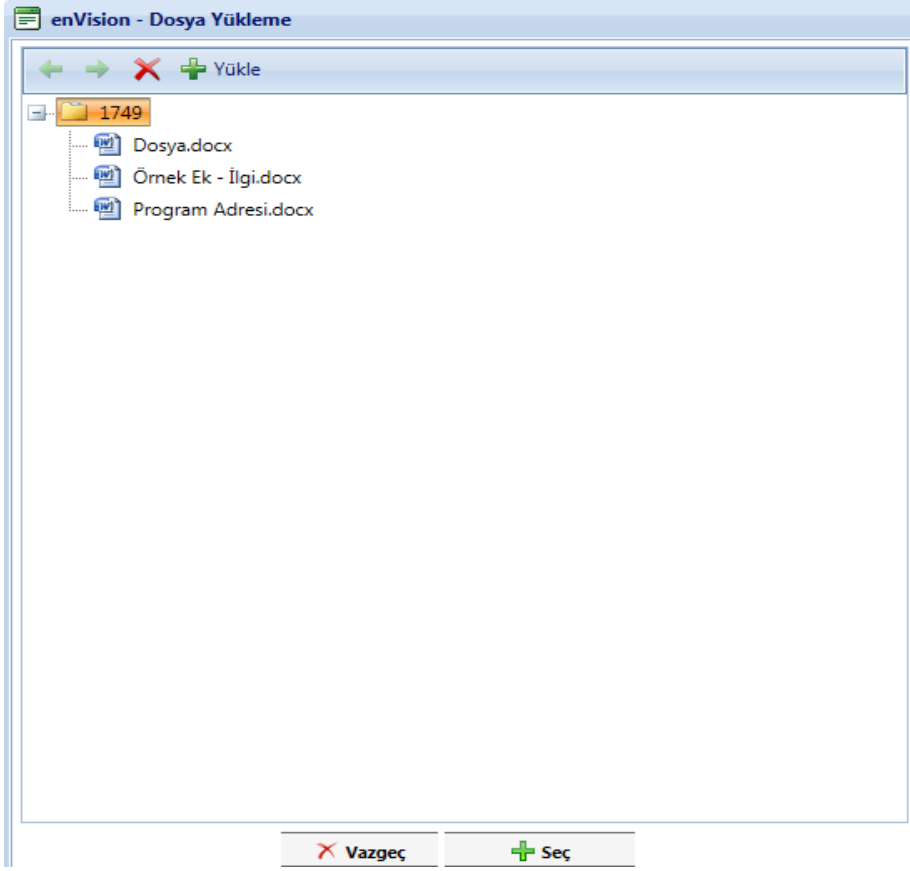 enVision - Dosya Yükleme
Yükle
1749
Dosya.docx
Örnek Ek - İlgi.docx
Program Adresi.docx
Vazgeç Seç